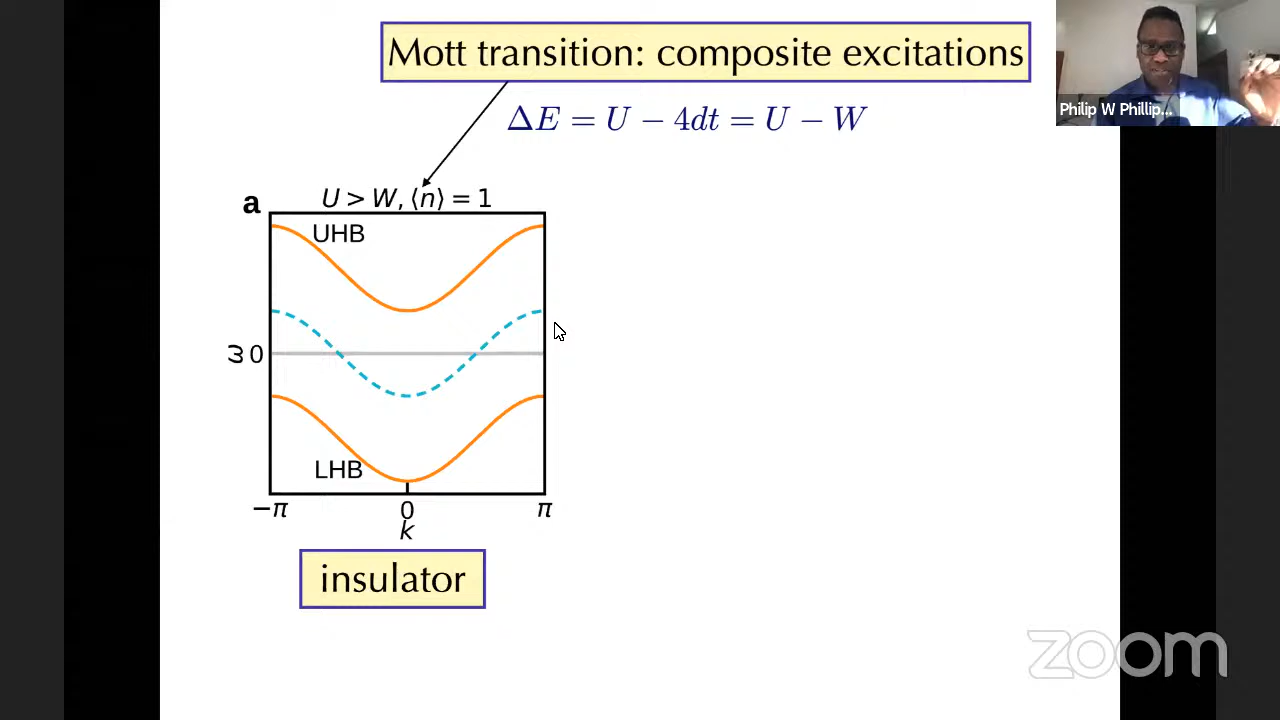 Mott transition: composite excitations
Philip W Phillip...
ΔE = U − 4dt = U − W
a
U > W, ⟨n⟩ = 1
UHB
ω 0
LHB
−π 0 π
k
insulator
zoom